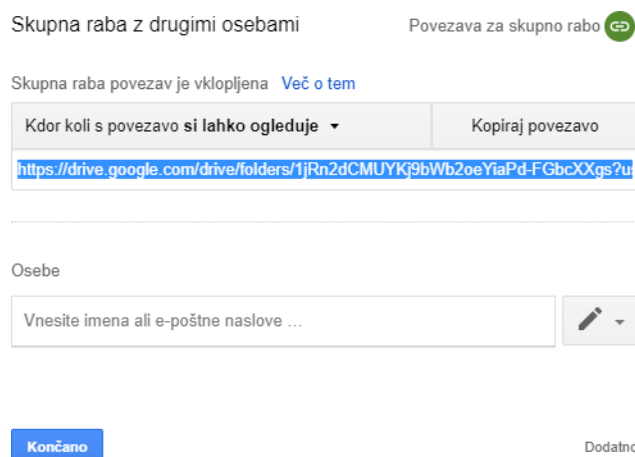 Skupna raba z drugimi osebami
Povezava za skupno rabo
Skupna raba povezav je vklopljena Več o tem
Kdor koli s povezavo si lahko ogleduje
Kopiraj povezavo
https://drive.google.com/drive/folders/1jRn2dCMUYKj9bWb2oeYiaPd-FGbcXXgs?us
Osebe
Vnesite imena ali e-poštne naslove ...
Končano
Dodatno